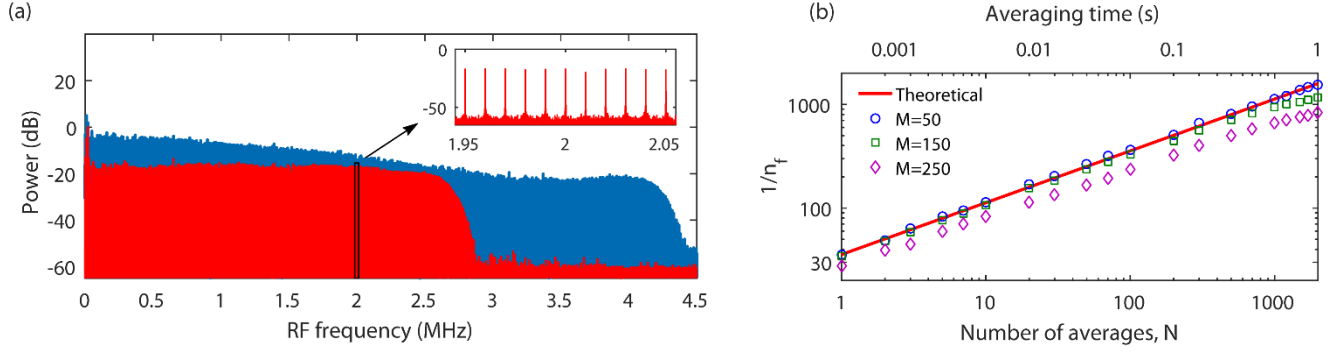 (a)
Power (dB)
20
0
-20
-40
-60
0 0.5 1 1.5 2 2.5 3 3.5 4 4.5
RF frequency (MHz)
0
-50
1.95 2 2.05
(b)
Averaging time (s)
0.001 0.01 0.1 1
1/n_f
1000
100
30
Theoretical
M=50
M=150
M=250
1 10 100 1000
Number of averages, N